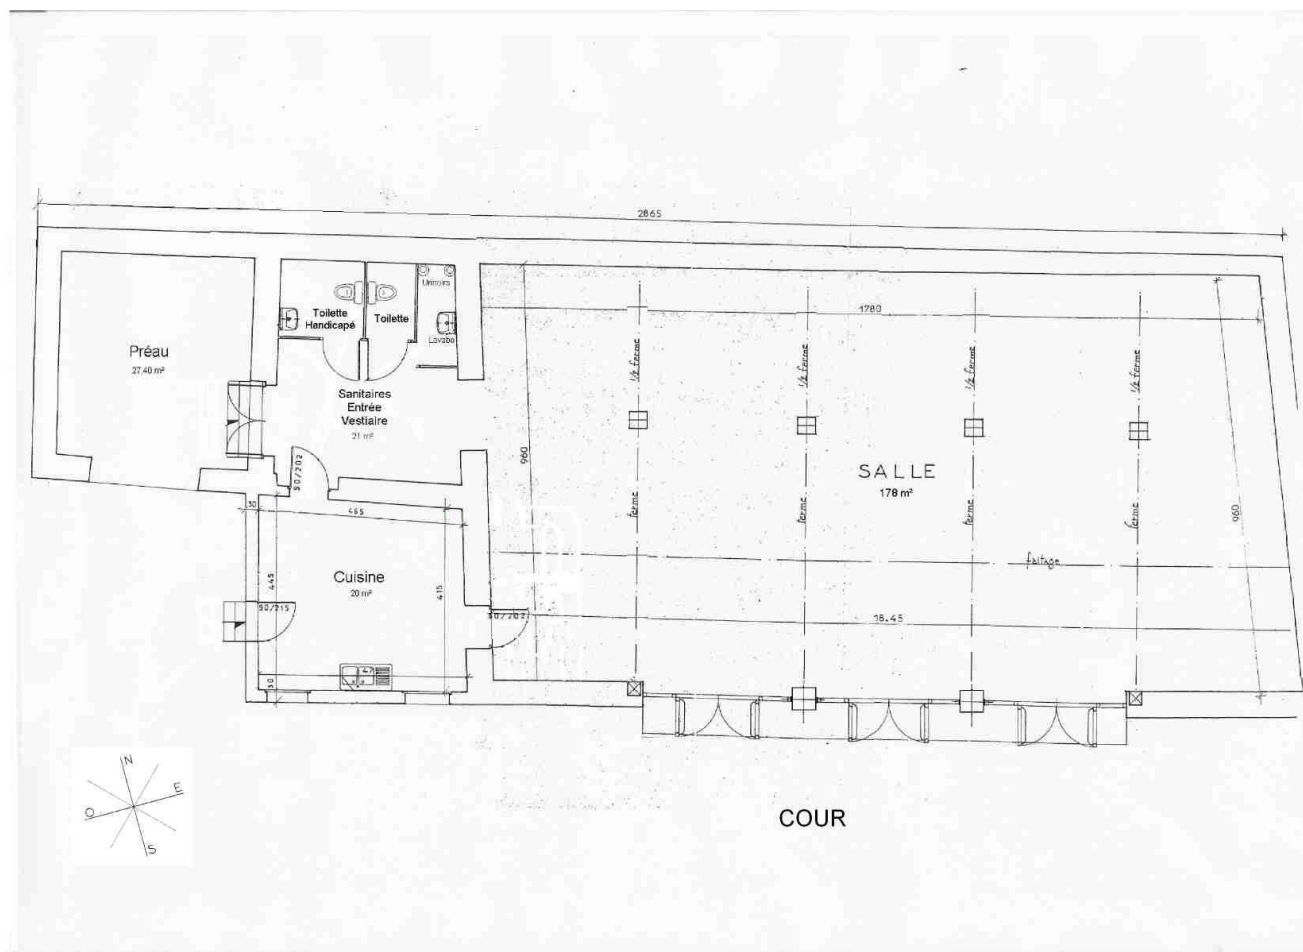 2865
1780
Urinoirs
Toilette
Handicapé
Toilette
Lavabo
Préau
27,40 m²
1/2 ferme
1/2 ferme
1/2 ferme
1/2 ferme
Sanitaires
Entrée
Vestiaire
21 m²
960
SALLE
178 m²
90/202
30
465
ferme
ferme
ferme
ferme
960
faîtage
Cuisine
20 m²
445
415
90/215
80/202
18.45
30
N
E
O
S
COUR